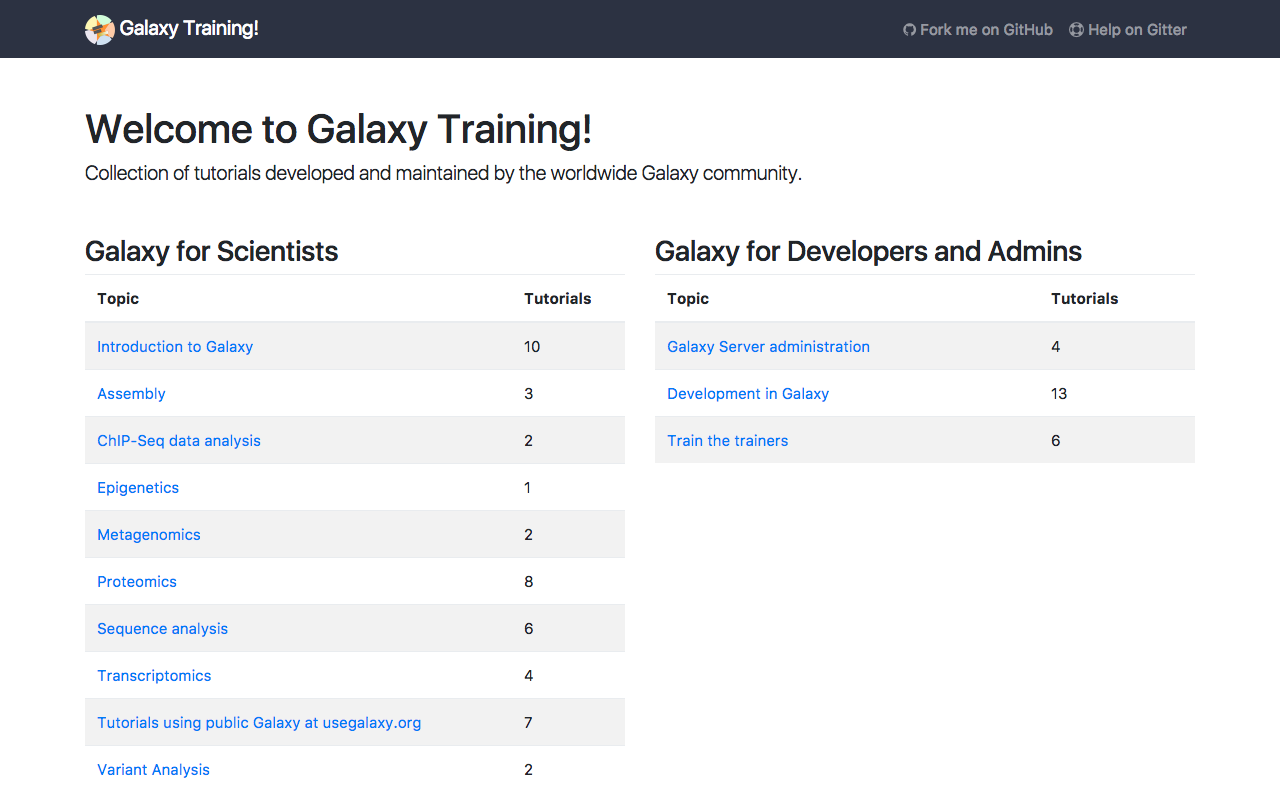 Galaxy Training!
Fork me on GitHub
Help on Gitter
Welcome to Galaxy Training!
Collection of tutorials developed and maintained by the worldwide Galaxy community.
Galaxy for Scientists
Topic Tutorials
Introduction to Galaxy 10
Assembly 3
ChIP-Seq data analysis 2
Epigenetics 1
Metagenomics 2
Proteomics 8
Sequence analysis 6
Transcriptomics 4
Tutorials using public Galaxy at usegalaxy.org 7
Variant Analysis 2
Galaxy for Developers and Admins
Topic Tutorials
Galaxy Server administration 4
Development in Galaxy 13
Train the trainers 6